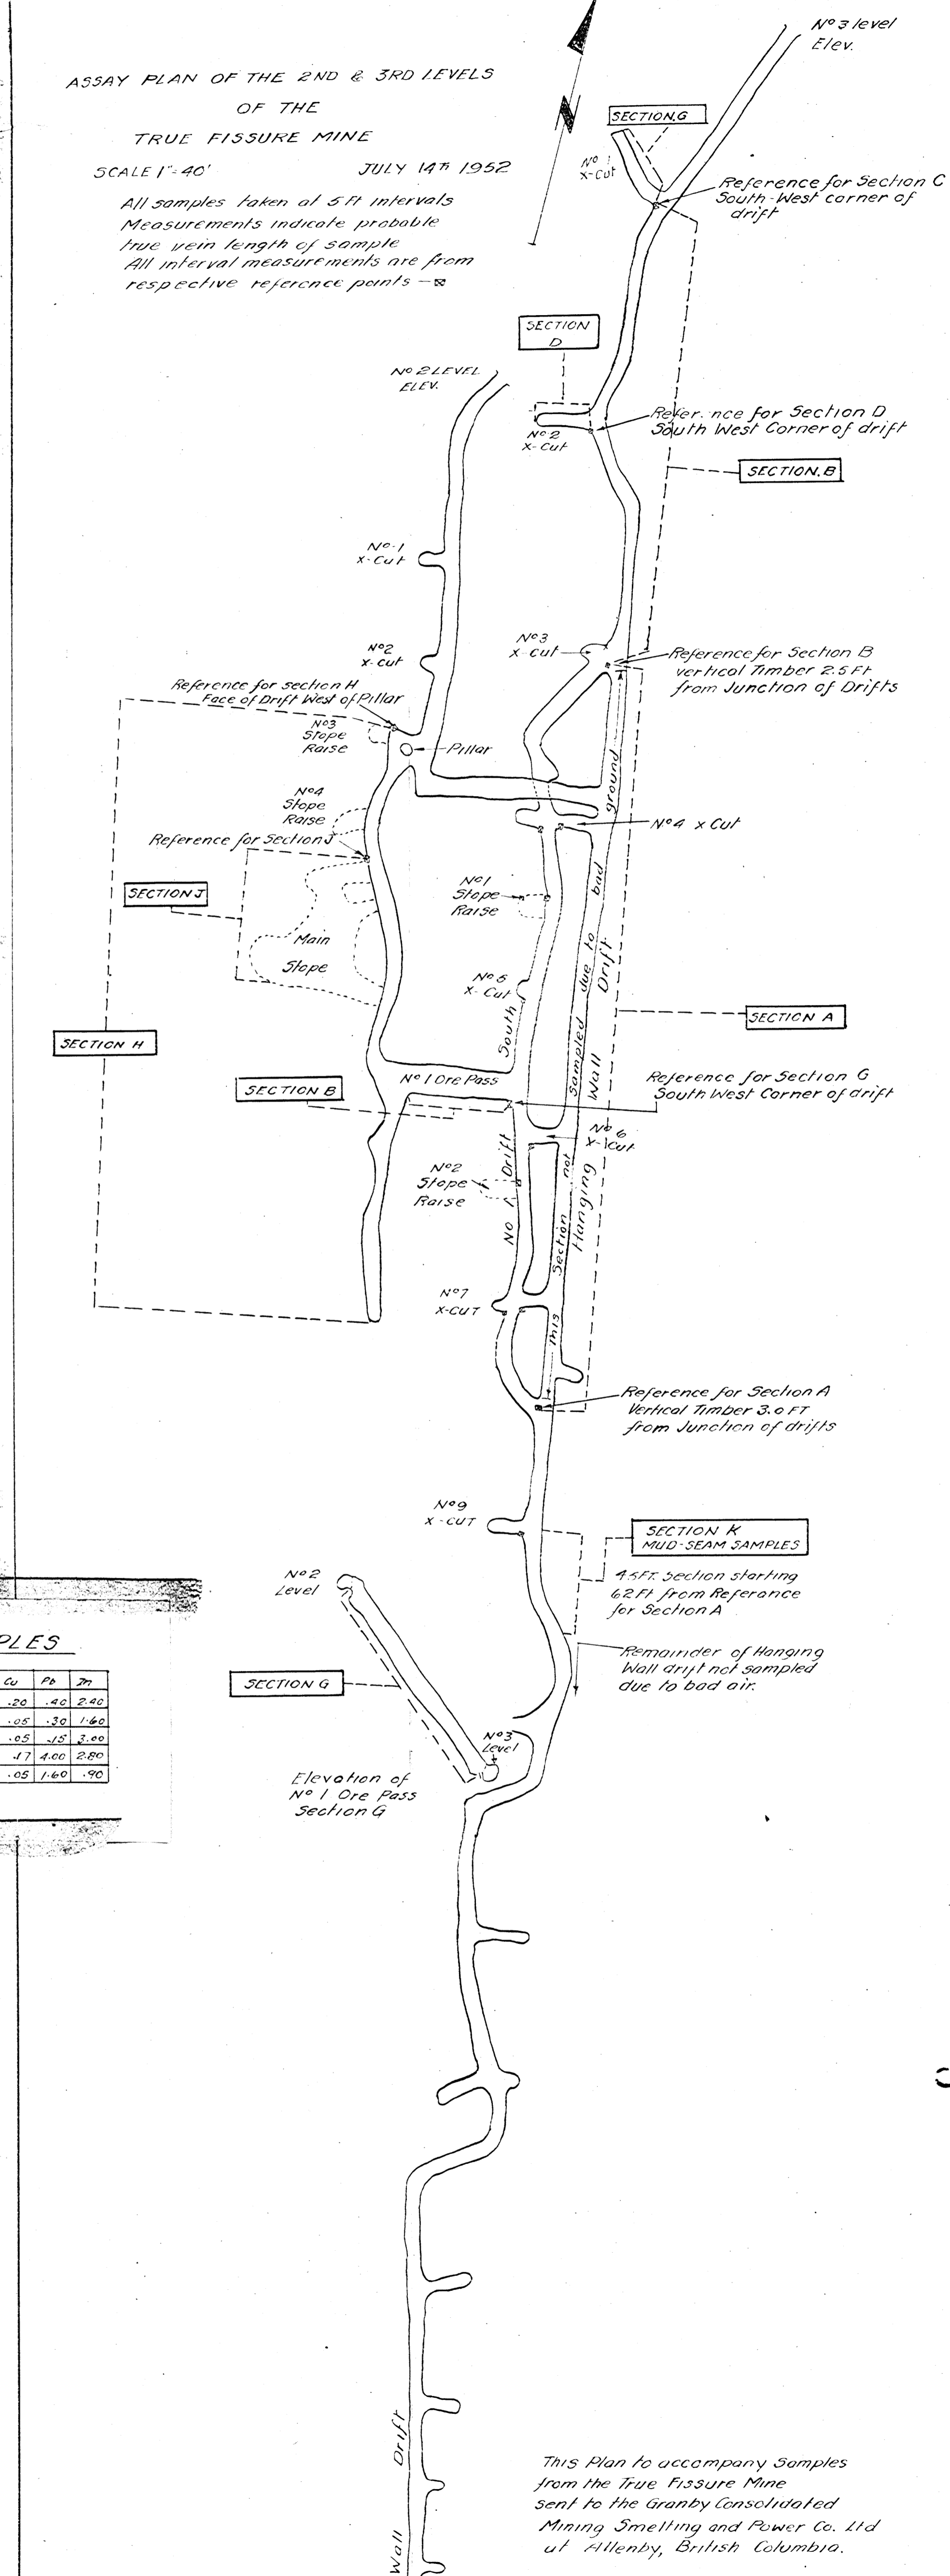 ASSAY PLAN OF THE 2ND & 3RD LEVELS
OF THE
TRUE FISSURE MINE
SCALE 1"=40'
JULY 14TH 1952
All samples taken at 5 ft intervals
Measurements indicate probable
true vein length of sample
All interval measurements are from
respective reference points —
N
No 3 level
Elev.
SECTION.G
No 1
X-Cut
Reference for Section C
South-West corner of
drift
SECTION
D
No 2 LEVEL
ELEV.
No 2
X-Cut
Refer.nce for Section D
South West Corner of drift
SECTION.B
No.1
X-Cut
No 2
X-cut
No 3
X-Cut
Reference for Section B
vertical Timber 2.5 Ft
from Junction of Drifts
Reference for section H
Face of Drift West of Pillar
No 3
Stope
Raise
Pillar
No 4
Stope
Raise
Reference for Section J
No 4 x Cut
SECTION J
Main
Stope
No 1
Stope
Raise
No 5
X-Cut
SECTION A
SECTION H
SECTION B
No 1 Ore Pass
Reference for Section G
South West Corner of drift
No 6
X-Cut
No 2
Stope
Raise
No 1 Drift South
Hanging Wall Drift
this Section not sampled due to bad ground
No 7
X-CUT
Reference for Section A
Vertical Timber 3.0 FT
from Junction of drifts
No 9
X-CUT
SECTION K
MUD-SEAM SAMPLES
45FT. Section starting
62 Ft from Reference
for Section A
No 2
Level
Remainder of Hanging
Wall drift not sampled
due to bad air.
SECTION G
No 3
Level
Elevation of
No 1 Ore Pass
Section G
PLES
Cu Pb Zn
.20 .40 2.40
.05 .30 1.60
.05 .15 3.00
.17 4.00 2.80
.05 1.60 .90
Wall Drift
This Plan to accompany Samples
from the True Fissure Mine
sent to the Granby Consolidated
Mining Smelting and Power Co. Ltd
at Allenby, British Columbia.